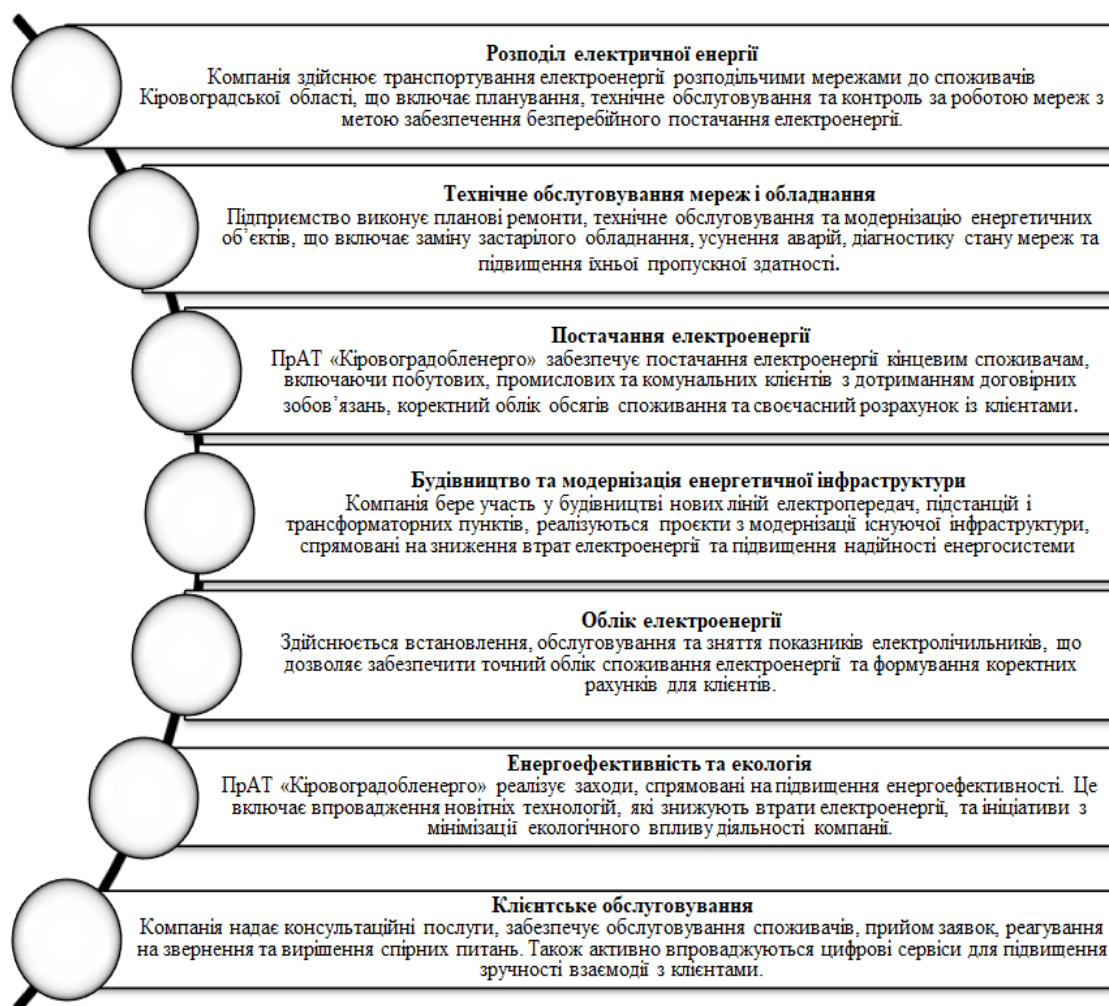 Розподіл електричної енергії
Компанія здійснює транспортування електроенергії розподільчими мережами до споживачів
Кіровоградської області, що включає планування, технічне обслуговування та контроль за роботою мереж з
метою забезпечення безперебійного постачання електроенергії.
Технічне обслуговування мереж і обладнання
Підприємство виконує планові ремонти, технічне обслуговування та модернізацію енергетичних
об’єктів, що включає заміну застарілого обладнання, усунення аварій, діагностику стану мереж та
підвищення їхньої пропускної здатності.
Постачання електроенергії
ПрАТ «Кіровоградобленерго» забезпечує постачання електроенергії кінцевим споживачам,
включаючи побутових, промислових та комунальних клієнтів з дотриманням договірних
зобов’язань, коректний облік обсягів споживання та своєчасний розрахунок із клієнтами.
Будівництво та модернізація енергетичної інфраструктури
Компанія бере участь у будівництві нових ліній електропередач, підстанцій і
трансформаторних пунктів, реалізуються проєкти з модернізації існуючої інфраструктури,
спрямовані на зниження втрат електроенергії та підвищення надійності енергосистеми
Облік електроенергії
Здійснюється встановлення, обслуговування та зняття показників електролічильників, що
дозволяє забезпечити точний облік споживання електроенергії та формування коректних
рахунків для клієнтів.
Енергоефективність та екологія
ПрАТ «Кіровоградобленерго» реалізує заходи, спрямовані на підвищення енергоефективності. Це
включає впровадження новітніх технологій, які знижують втрати електроенергії, та ініціативи з
мінімізації екологічного впливу діяльності компанії.
Клієнтське обслуговування
Компанія надає консультаційні послуги, забезпечує обслуговування споживачів, прийом заявок, реагування
на звернення та вирішення спірних питань. Також активно впроваджуються цифрові сервіси для підвищення
зручності взаємодії з клієнтами.